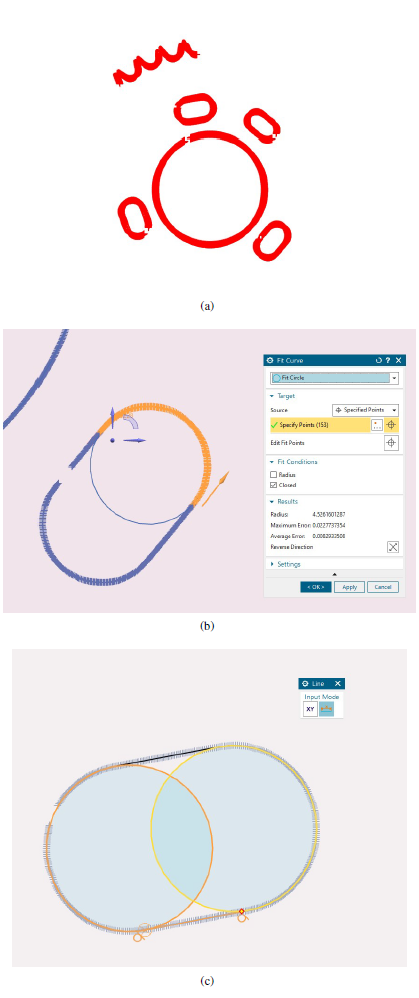 (a)
Fit Curve
Fit Circle
Target
Source
Specified Points
Specify Points (153)
Edit Fit Points
Fit Conditions
Radius
Closed
Results
Radius: 4.5261601287
Maximum Error: 0.0227737354
Average Error: 0.0082933508
Reverse Direction
Settings
< OK >
Apply
Cancel
(b)
Line
Input Mode
XY
(c)